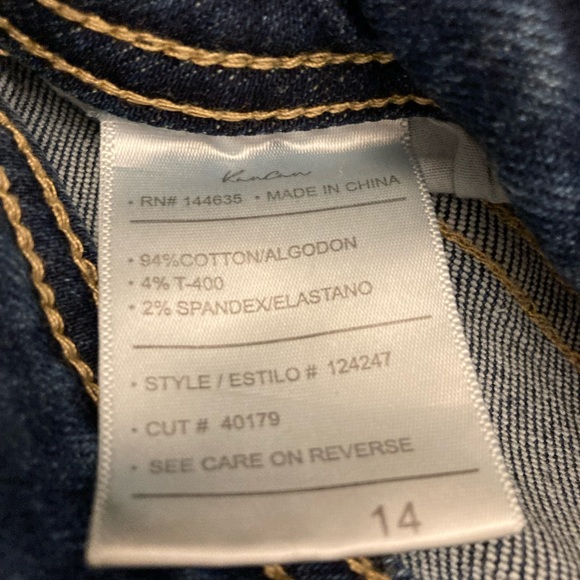 KanCan
• RN# 144635 • MADE IN CHINA
• 94%COTTON/ALGODON
• 4% T-400
• 2% SPANDEX/ELASTANO
• STYLE / ESTILO # 124247
• CUT # 40179
• SEE CARE ON REVERSE
14